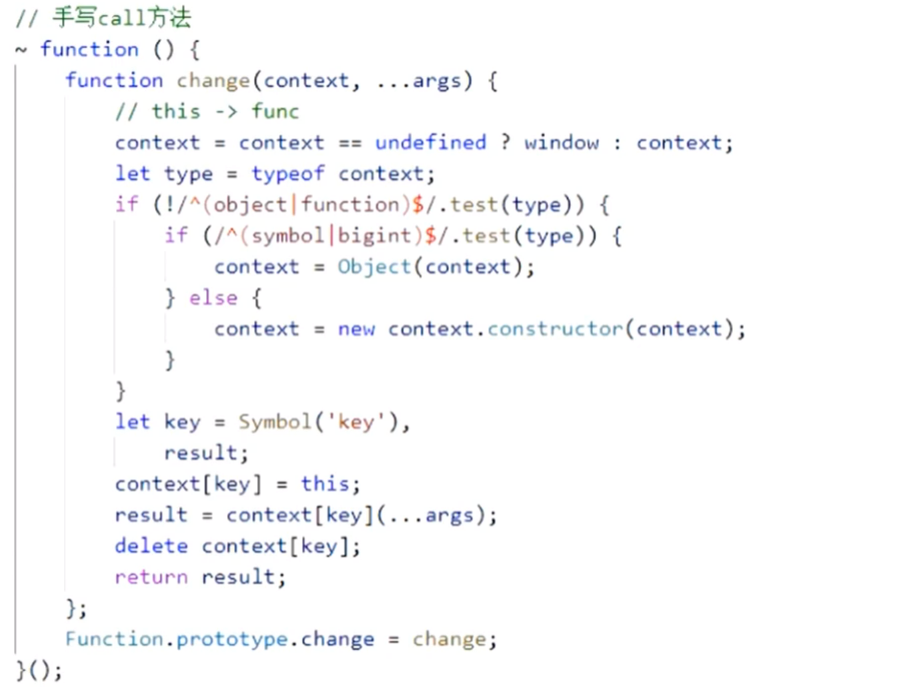 // 手写call方法
~ function () {
    function change(context, ...args) {
        // this -> func
        context = context == undefined ? window : context;
        let type = typeof context;
        if (!/^(object|function)$/.test(type)) {
            if (/^(symbol|bigint)$/.test(type)) {
                context = Object(context);
            } else {
                context = new context.constructor(context);
            }
        }
        let key = Symbol('key'),
            result;
        context[key] = this;
        result = context[key](...args);
        delete context[key];
        return result;
    };
    Function.prototype.change = change;
}();